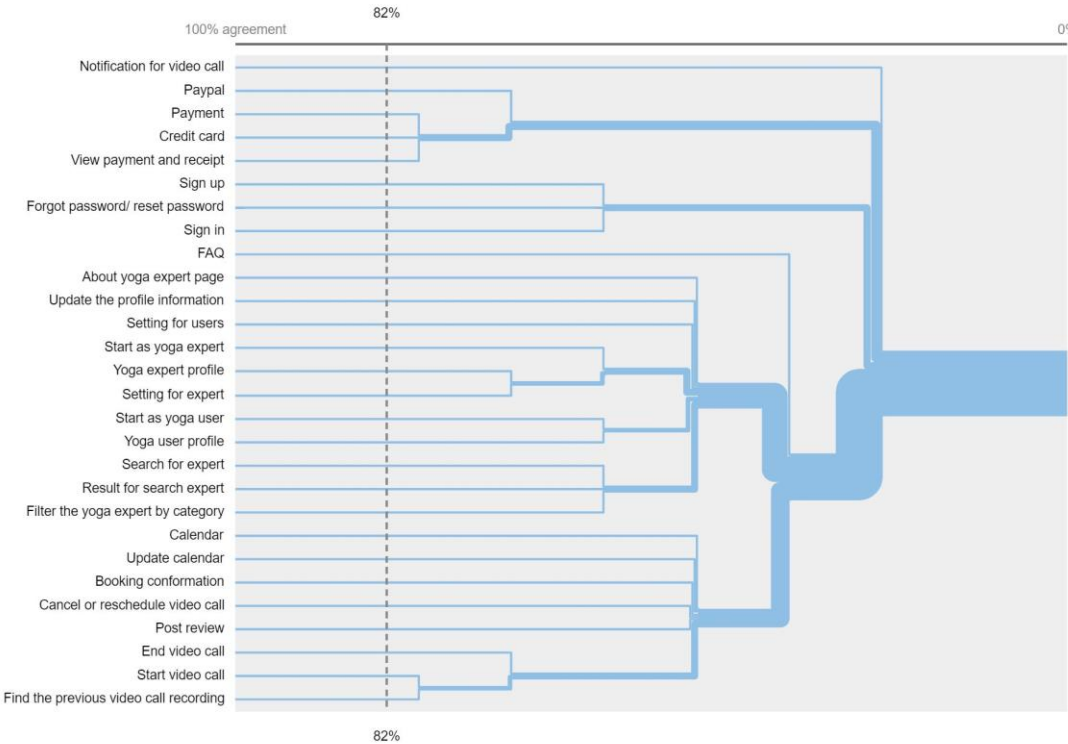 82%
100% agreement
0%
Notification for video call
Paypal
Payment
Credit card
View payment and receipt
Sign up
Forgot password/ reset password
Sign in
FAQ
About yoga expert page
Update the profile information
Setting for users
Start as yoga expert
Yoga expert profile
Setting for expert
Start as yoga user
Yoga user profile
Search for expert
Result for search expert
Filter the yoga expert by category
Calendar
Update calendar
Booking conformation
Cancel or reschedule video call
Post review
End video call
Start video call
Find the previous video call recording
82%